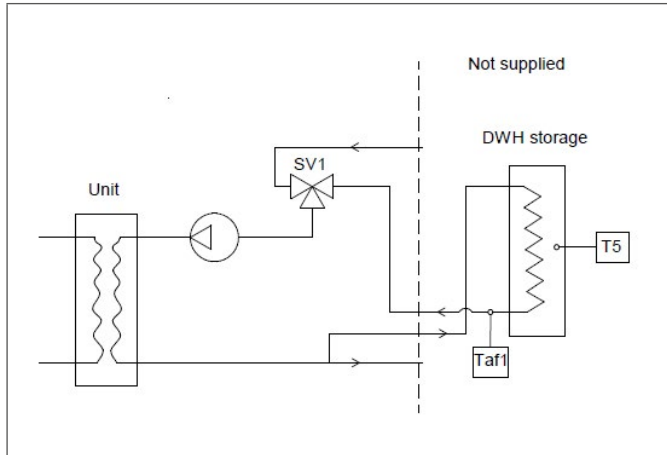 Not supplied
DWH storage
SV1
Unit
T5
Taf1